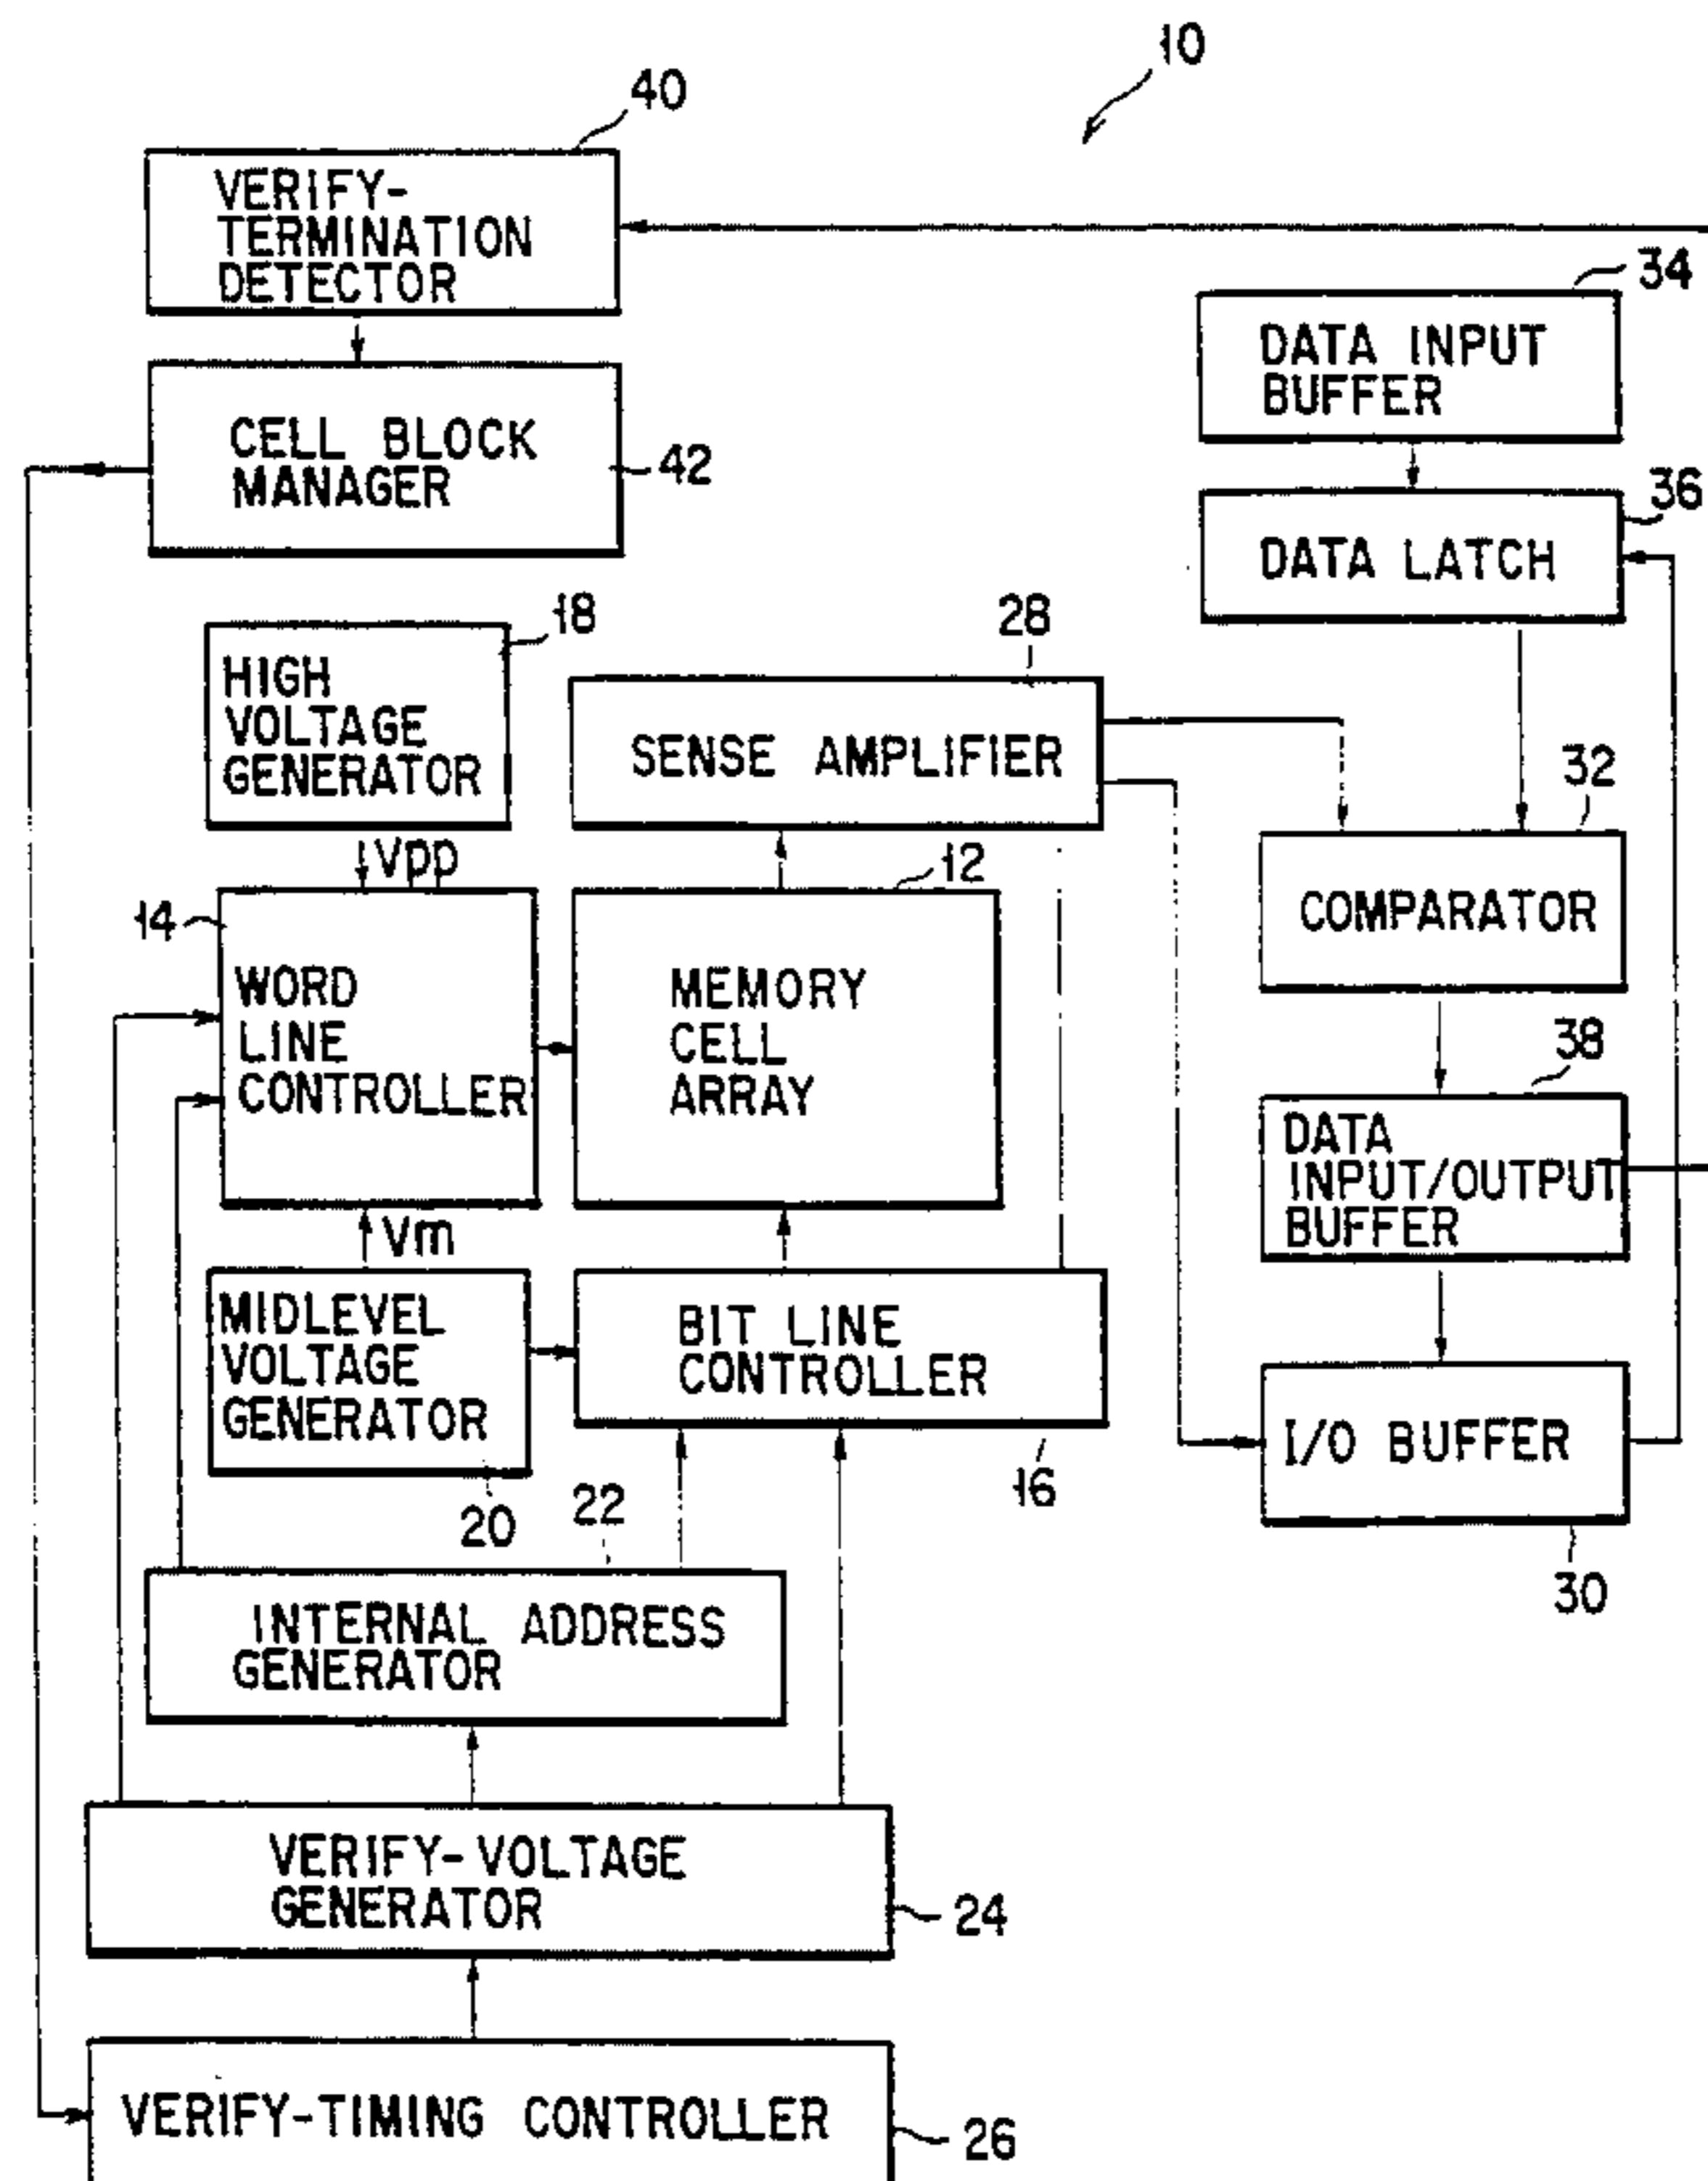 10
40
VERIFY-
TERMINATION
DETECTOR
34
DATA INPUT
BUFFER
CELL BLOCK
MANAGER
42
36
DATA LATCH
18
HIGH
VOLTAGE
GENERATOR
28
SENSE AMPLIFIER
32
Vpp
12
COMPARATOR
14
WORD
LINE
CONTROLLER
MEMORY
CELL
ARRAY
38
DATA
INPUT/OUTPUT
BUFFER
Vm
MIDLEVEL
VOLTAGE
GENERATOR
BIT LINE
CONTROLLER
I/O BUFFER
20
22
16
30
INTERNAL ADDRESS
GENERATOR
VERIFY-VOLTAGE
GENERATOR
24
VERIFY-TIMING CONTROLLER
26